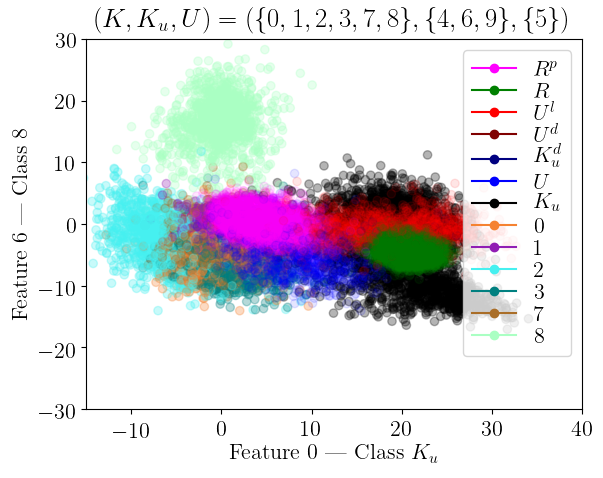 (K, K_u, U) = ({0, 1, 2, 3, 7, 8}, {4, 6, 9}, {5})
30
20
10
0
−10
−20
−30
Feature 6 — Class 8
R^p
R
U^l
U^d
K_u^d
U
K_u
0
1
2
3
7
8
−10 0 10 20 30 40
Feature 0 — Class K_u